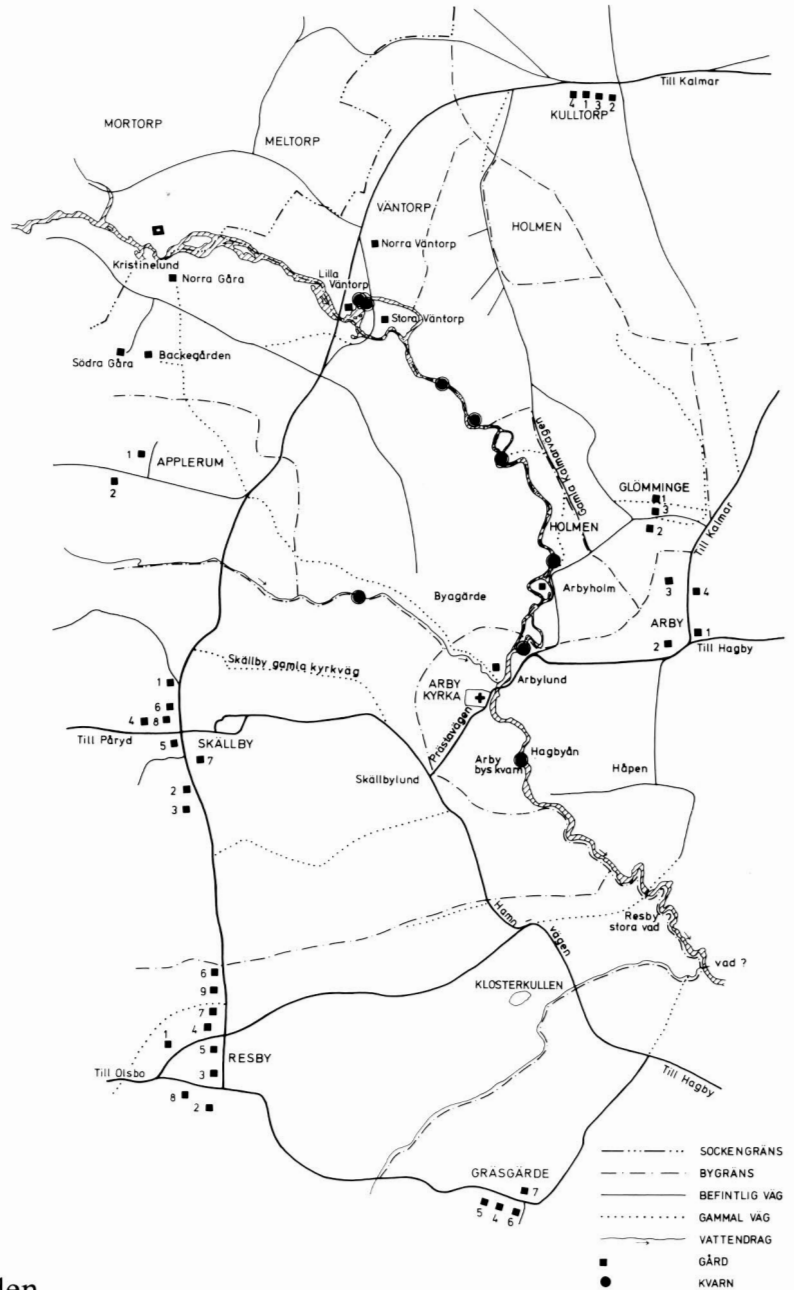 Till Kalmar
4 1 3 2
KULLTORP
MORTORP
MELTORP
VÄNTORP
HOLMEN
Norra Väntorp
Kristinelund
Norra Gåra
Lilla
Väntorp
Stora Väntorp
Södra Gåra
Backegården
1
APPLERUM
2
Gamla Kalmarvägen
GLÖMMINGE
1
3
2
HOLMEN
Till Kalmar
Byagärde
Arbyholm
3
4
ARBY
2
1
Till Hagby
Skällby gamla kyrkväg
ARBY
KYRKA
Arbylund
Prästavägen
1
6
4
8
Till Påryd
SKÄLLBY
5
7
2
3
Skällbylund
Arby
bys kvarn
Hagbyån
Håpen
Hamn
vägen
Resby
stora vad
vad ?
KLOSTERKULLEN
6
9
7
4
1
5
RESBY
3
Till Olsbo
8
2
Till Hagby
GRÄSGÄRDE
7
5 4 6
SOCKENGRÄNS
BYGRÄNS
BEFINTLIG VÄG
GAMMAL VÄG
VATTENDRAG
GÅRD
KVARN